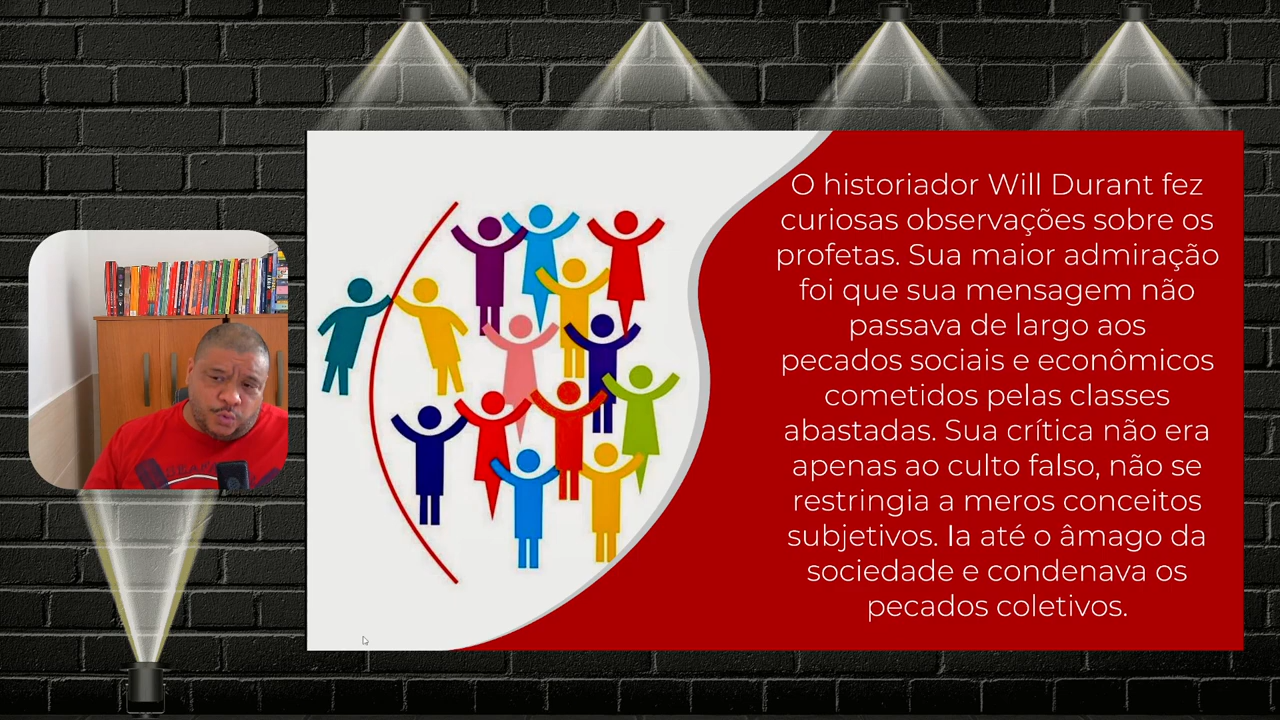 O historiador Will Durant fez
curiosas observações sobre os
profetas. Sua maior admiração
foi que sua mensagem não
passava de largo aos
pecados sociais e econômicos
cometidos pelas classes
abastadas. Sua crítica não era
apenas ao culto falso, não se
restringia a meros conceitos
subjetivos. Ia até o âmago da
sociedade e condenava os
pecados coletivos.